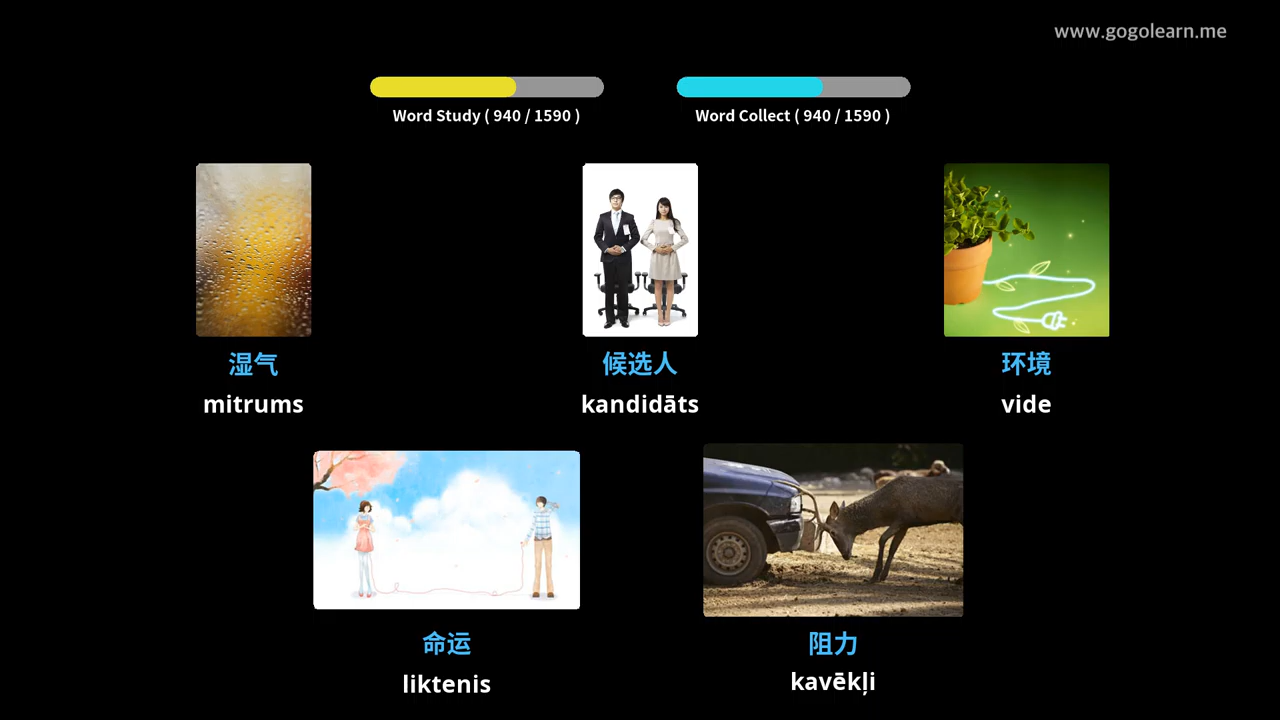 www.gogolearn.me
Word Study ( 940 / 1590 )
Word Collect ( 940 / 1590 )
湿气
mitrums
候选人
kandidāts
环境
vide
命运
liktenis
阻力
kavēkļi